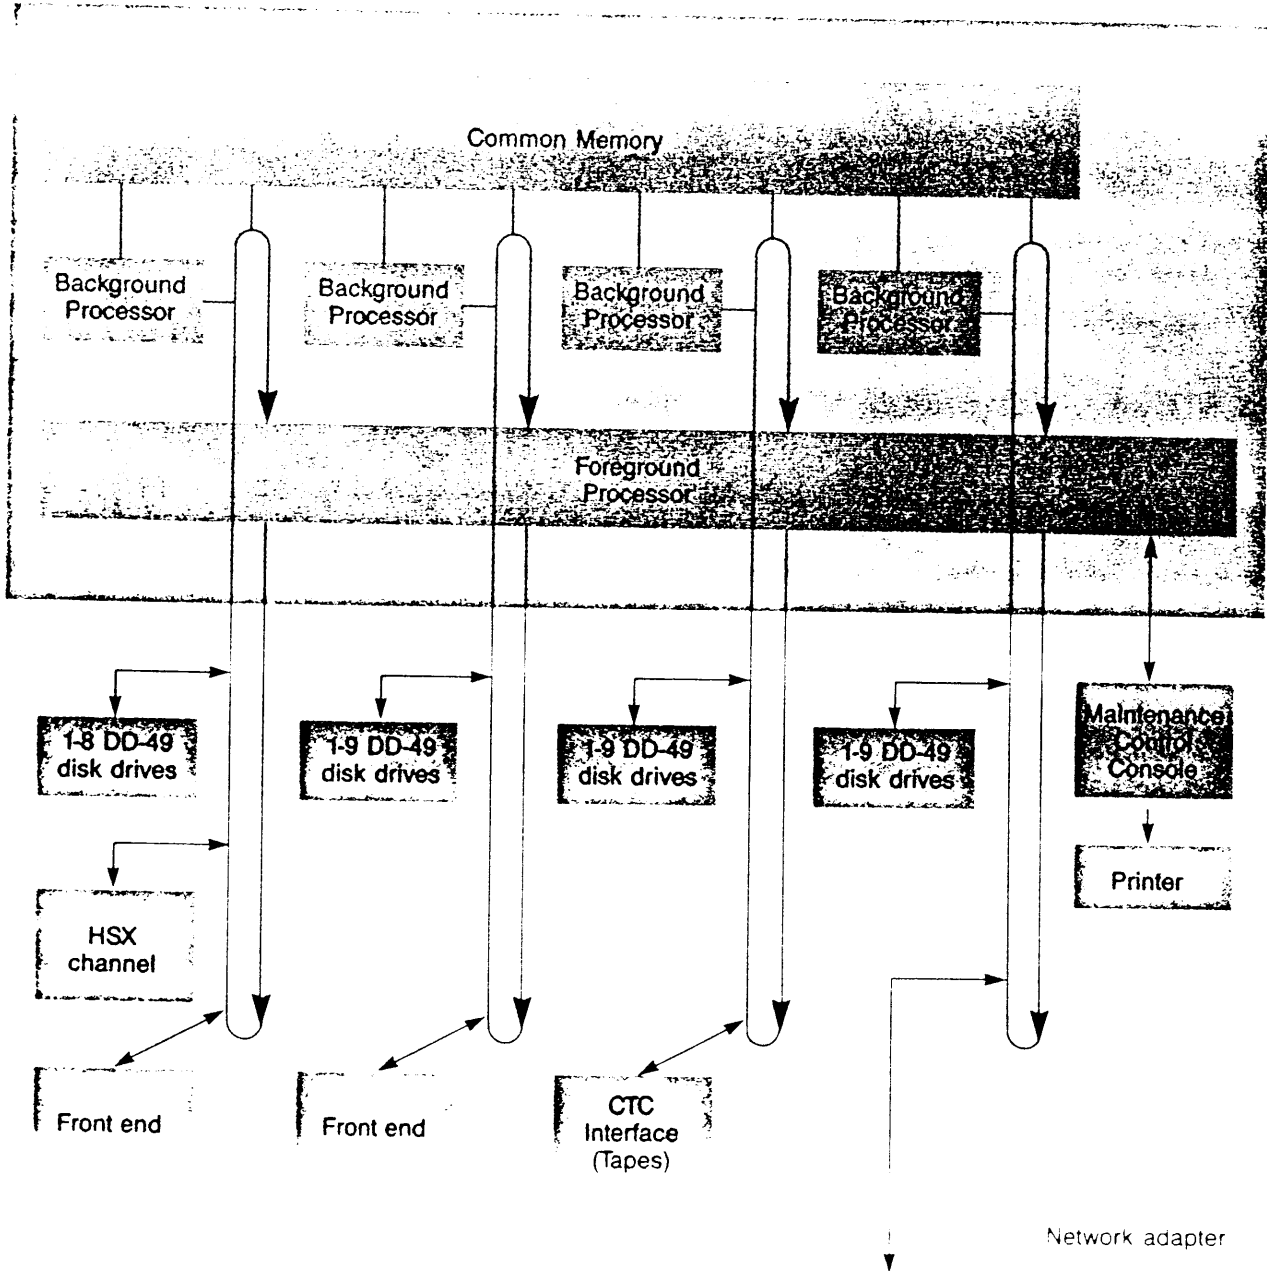 Common Memory
Background
Processor
Background
Processor
Background
Processor
Background
Processor
Foreground
Processor
1-8 DD-49
disk drives
1-9 DD-49
disk drives
1-9 DD-49
disk drives
1-9 DD-49
disk drives
Maintenance
Control
Console
Printer
HSX
channel
Front end
Front end
CTC
Interface
(Tapes)
Network adapter